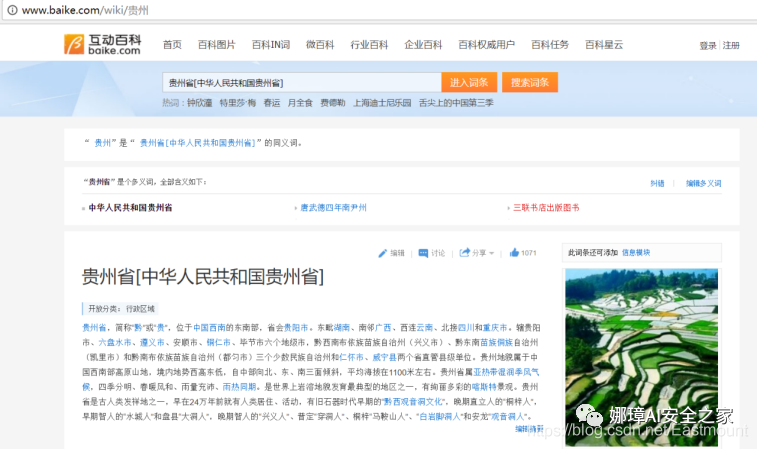 www.baike.com/wiki/贵州
互动百科
baike.com
首页 百科图片 百科IN词 微百科 行业百科 企业百科 百科权威用户 百科任务 百科星云
登录 注册
贵州省[中华人民共和国贵州省]
进入词条 搜索词条
热词: 钟欣潼 特里莎·梅 春运 月全食 费德勒 上海迪士尼乐园 舌尖上的中国第三季
“ 贵州”是“ 贵州省[中华人民共和国贵州省]”的同义词。
“贵州省”是个多义词，全部含义如下:
纠错 | 编辑多义词
中华人民共和国贵州省
唐武德四年南尹州
三联书店出版图书
编辑 讨论 分享 1071
此词条还可添加 信息模块
贵州省[中华人民共和国贵州省]
开放分类: 行政区域
贵州省，简称“黔”或“贵”，位于中国西南的东南部，省会贵阳市。东毗湖南、南邻广西、西连云南、北接四川和重庆市。辖贵阳
市、六盘水市、遵义市、安顺市、铜仁市、毕节市六个地级市，黔西南布依族苗族自治州（兴义市）、黔东南苗族侗族自治州
（凯里市）和黔南布依族苗族自治州（都匀市）三个少数民族自治州和仁怀市、威宁县两个省直管县级单位。贵州地貌属于中
国西南部高原山地，境内地势西高东低，自中部向北、东、南三面倾斜，平均海拔在1100米左右。贵州省属亚热带湿润季风气
候，四季分明、春暖风和、雨量充沛、雨热同期。是世界上岩溶地貌发育最典型的地区之一，有绚丽多彩的喀斯特景观。贵州
省是古人类发祥地之一，早在24万年前就有人类居住、活动，有旧石器时代早期的“黔西观音洞文化”，晚期直立人的“桐梓人”，
早期智人的“水城人”和盘县“大洞人”，晚期智人的“兴义人”，普定“穿洞人”、桐梓“马鞍山人”、“白岩脚洞人”和安龙“观音洞人”。
编辑摘要
娜璋AI安全之家
https://blog.csdn.net/Eastmount